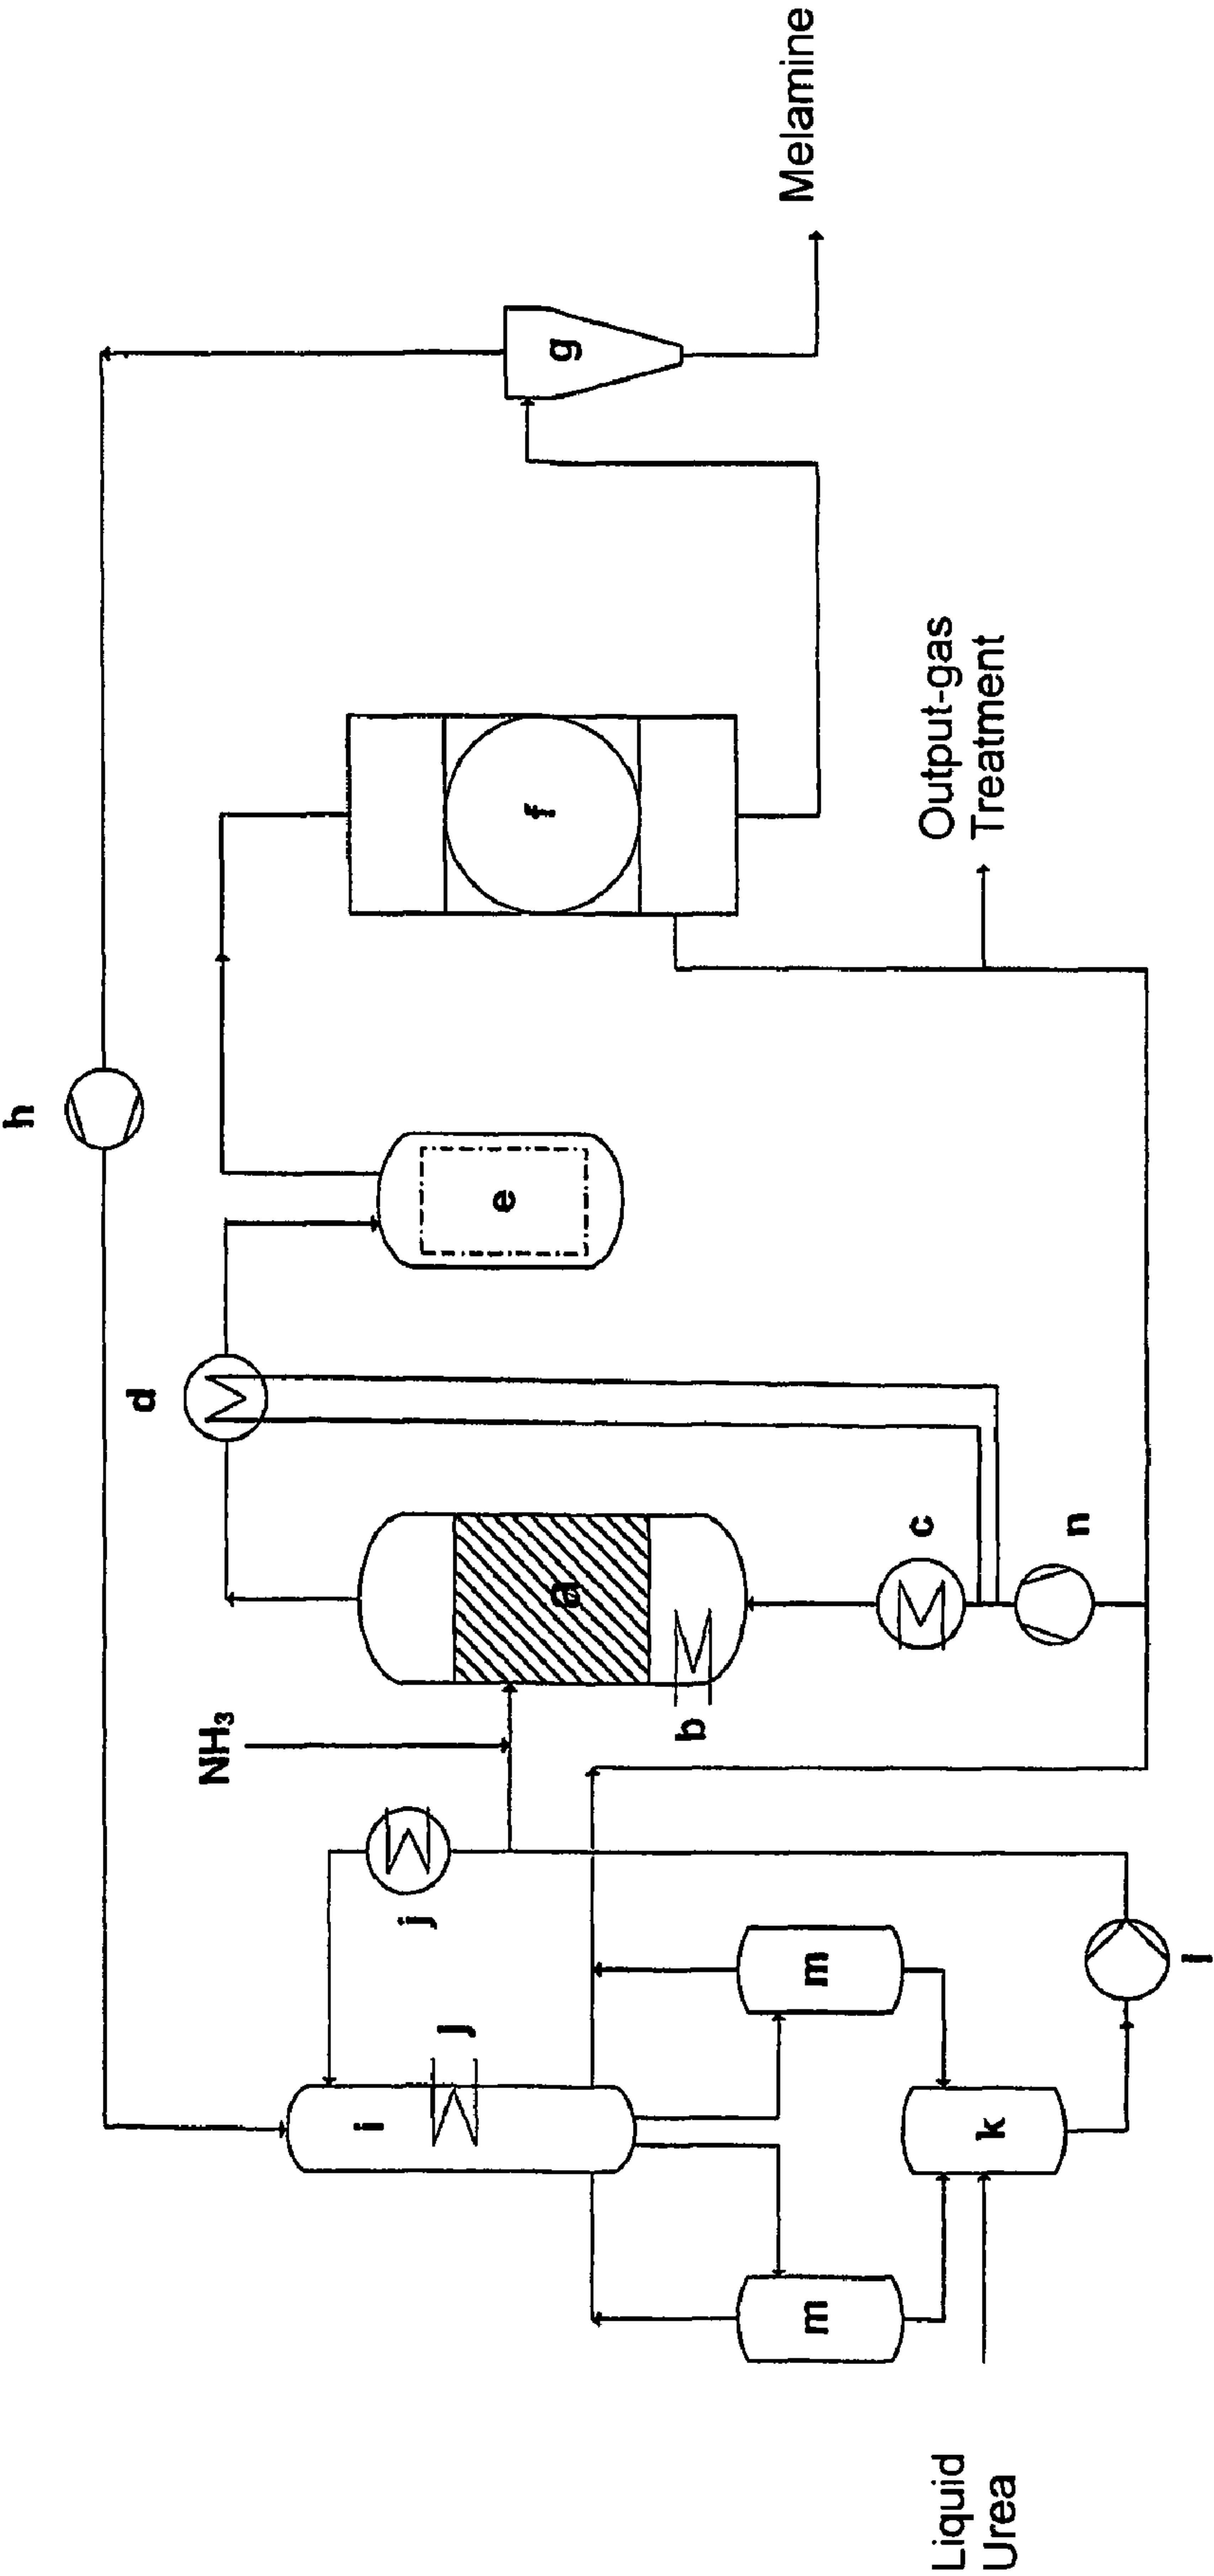 h
d
NH₃
j
i
j
a
e
f
g
b
m
m
Melamine
c
Output-gas
Treatment
k
Liquid
Urea
n
l